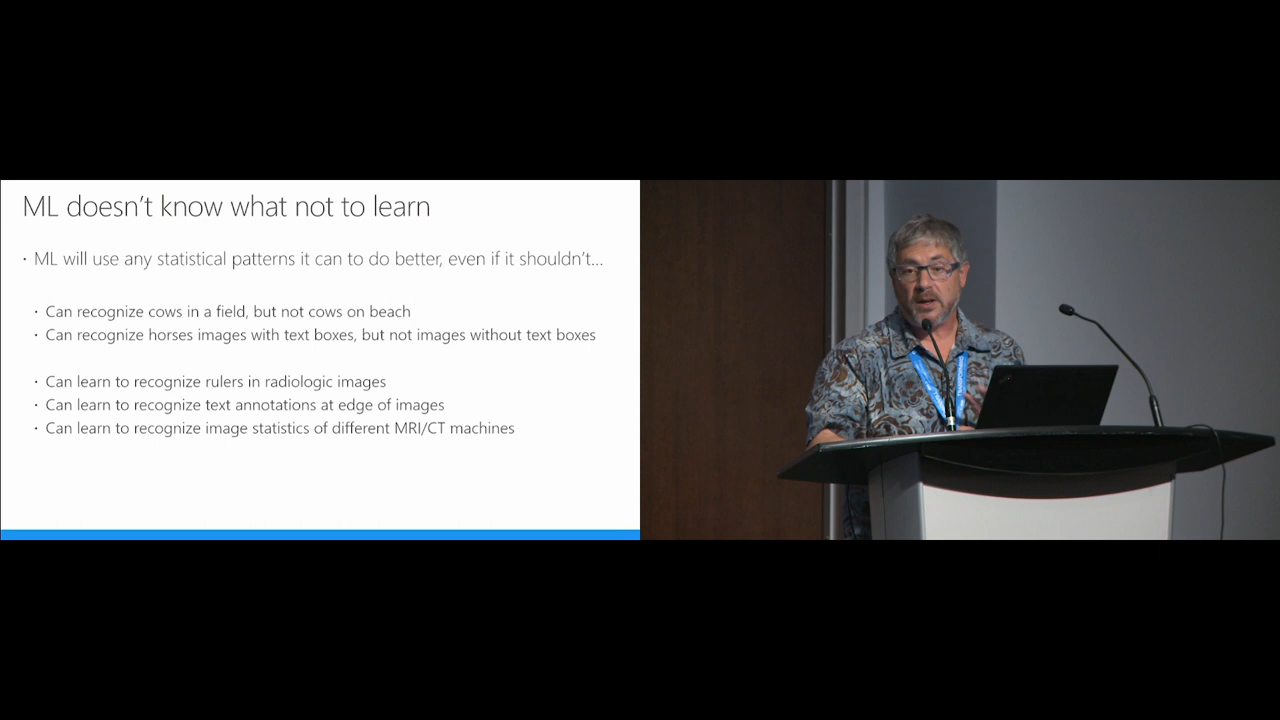 ML doesn't know what not to learn
· ML will use any statistical patterns it can to do better, even if it shouldn't...
· Can recognize cows in a field, but not cows on beach
· Can recognize horses images with text boxes, but not images without text boxes
· Can learn to recognize rulers in radiologic images
· Can learn to recognize text annotations at edge of images
· Can learn to recognize image statistics of different MRI/CT machines